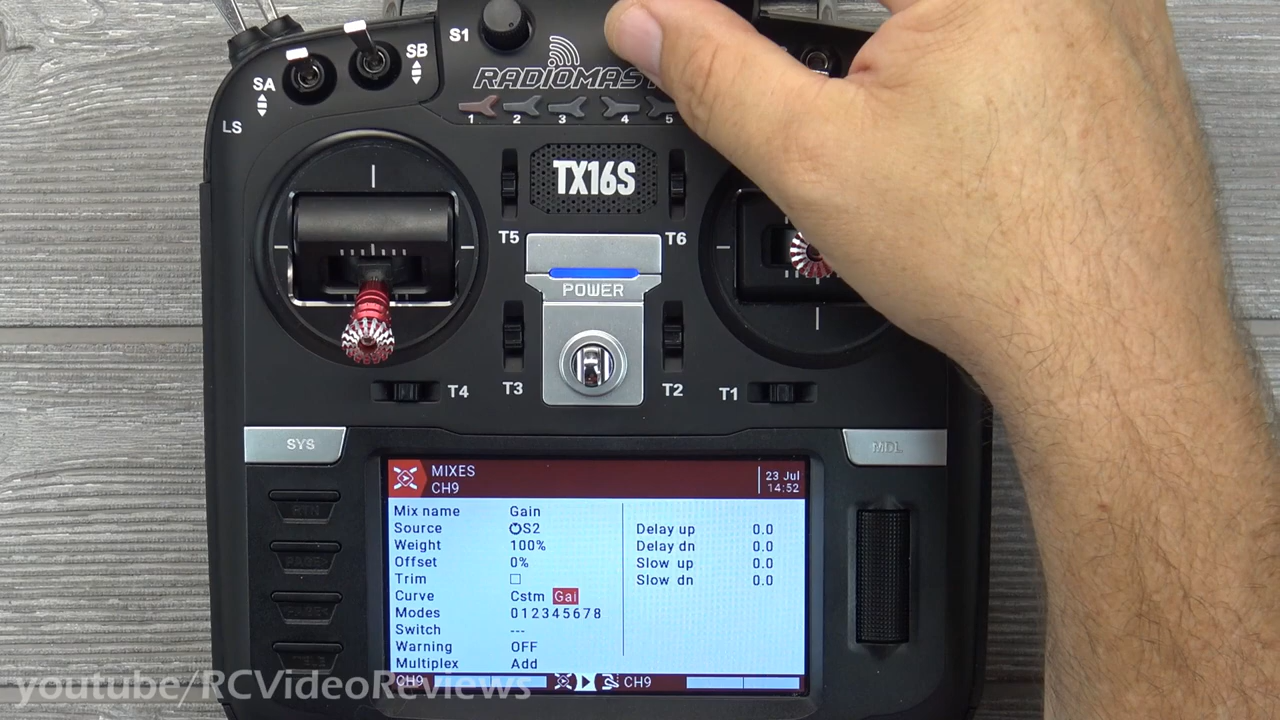 S1
SB
SA
LS
RADIOMAST
1 2 3 4 5
TX16S
T5
T6
POWER
T4
T3
T2
T1
SYS
MDL
RTN
TELE
MIXES
CH9
23 Jul
14:52
Mix name Gain
Source S2
Weight 100%
Offset 0%
Trim
Curve Cstm Gai
Modes 012345678
Switch ---
Warning OFF
Multiplex Add
Delay up 0.0
Delay dn 0.0
Slow up 0.0
Slow dn 0.0
CH9
CH9
youtube/RCVideoReviews